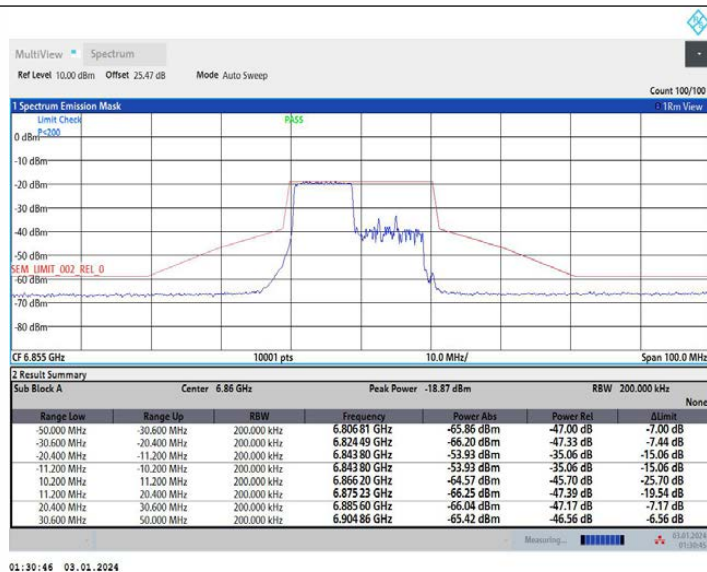 MultiView Spectrum
Ref Level 10.00 dBm Offset 25.47 dB Mode Auto Sweep
Count 100/100
1 Spectrum Emission Mask 1Rm View
Limit Check PASS
P<200
0 dBm
-10 dBm
-20 dBm
-30 dBm
-40 dBm
-50 dBm
SEM_LIMIT_002_REL_0
-60 dBm
-70 dBm
-80 dBm
CF 6.855 GHz 10001 pts 10.0 MHz/ Span 100.0 MHz
2 Result Summary
Sub Block A Center 6.86 GHz Peak Power -18.87 dBm RBW 200.000 kHz
None
Range Low Range Up RBW Frequency Power Abs Power Rel ΔLimit
-50.000 MHz -30.600 MHz 200.000 kHz 6.806 81 GHz -65.86 dBm -47.00 dB -7.00 dB
-30.600 MHz -20.400 MHz 200.000 kHz 6.824 49 GHz -66.20 dBm -47.33 dB -7.44 dB
-20.400 MHz -11.200 MHz 200.000 kHz 6.843 80 GHz -53.93 dBm -35.06 dB -15.06 dB
-11.200 MHz -10.200 MHz 200.000 kHz 6.843 80 GHz -53.93 dBm -35.06 dB -15.06 dB
10.200 MHz 11.200 MHz 200.000 kHz 6.866 20 GHz -64.57 dBm -45.70 dB -25.70 dB
11.200 MHz 20.400 MHz 200.000 kHz 6.875 23 GHz -66.25 dBm -47.39 dB -19.54 dB
20.400 MHz 30.600 MHz 200.000 kHz 6.885 60 GHz -66.04 dBm -47.17 dB -7.17 dB
30.600 MHz 50.000 MHz 200.000 kHz 6.904 86 GHz -65.42 dBm -46.56 dB -6.56 dB
Measuring... 03.01.2024
01:30:45
01:30:46 03.01.2024